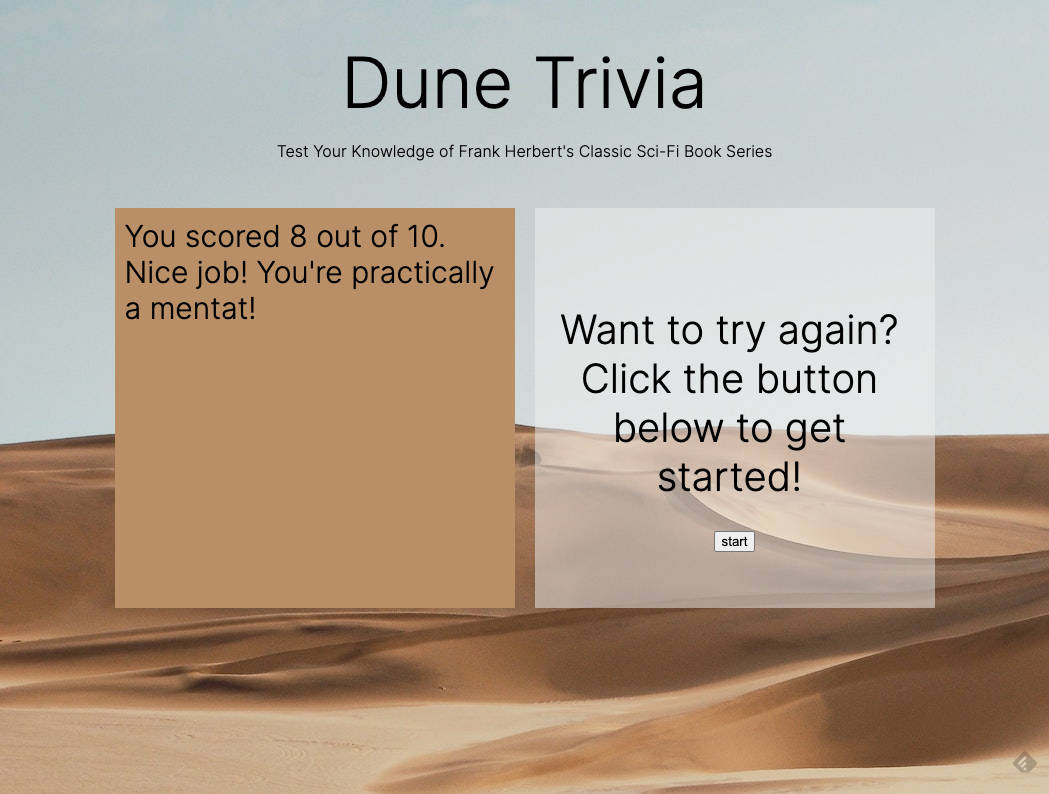 Dune Trivia
Test Your Knowledge of Frank Herbert's Classic Sci-Fi Book Series
You scored 8 out of 10.
Nice job! You're practically
a mentat!
Want to try again?
Click the button
below to get
started!
start